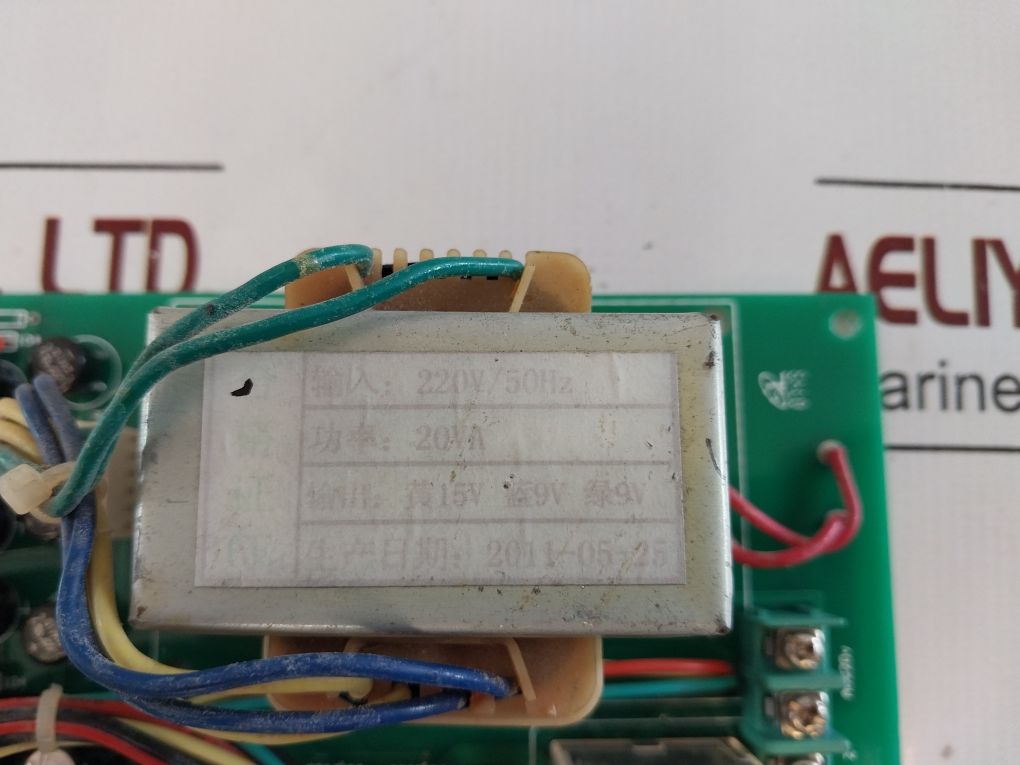 LTD
AELIY
arine
输入: 220V/50Hz
功率: 20VA
输出: 黄15V 蓝9V 绿9V
生产日期: 2011-05-25